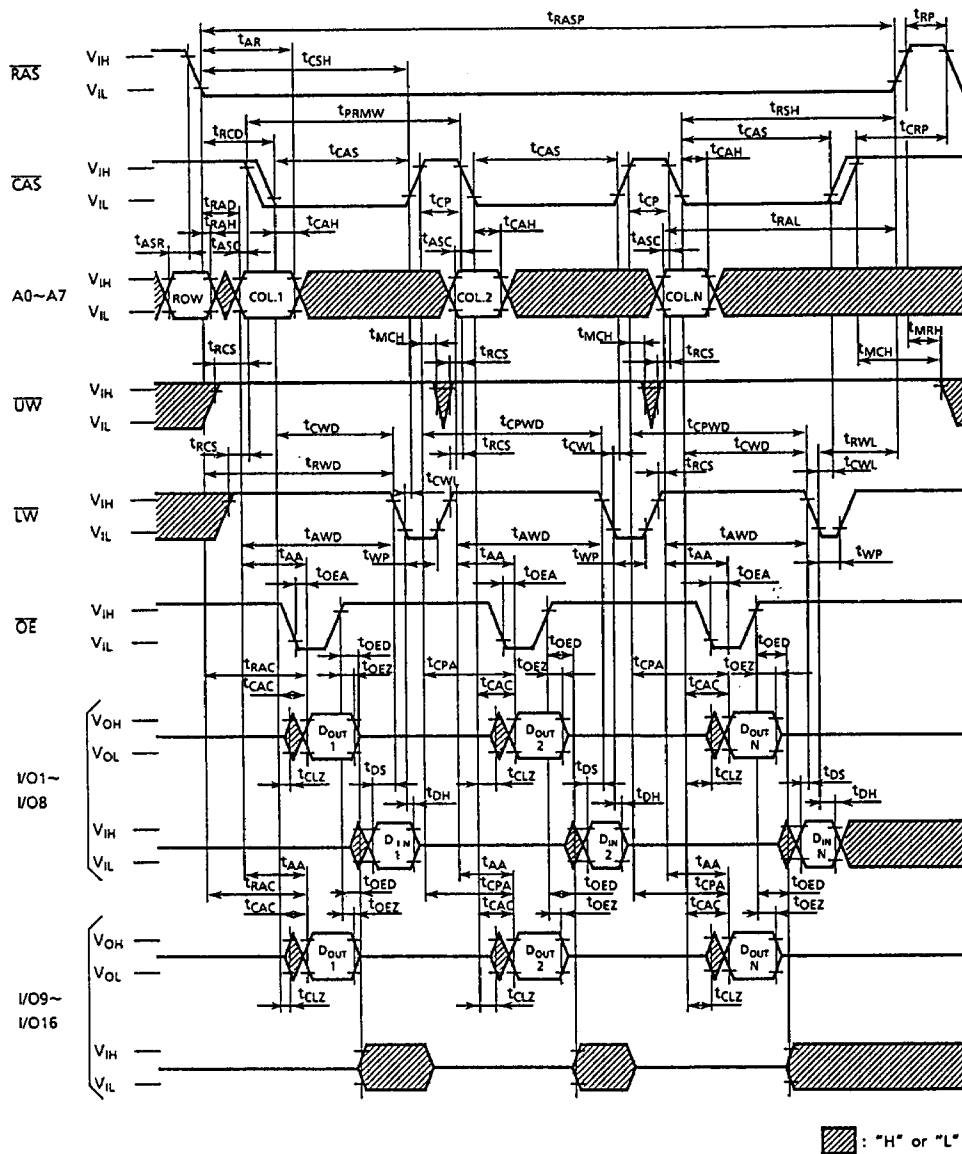 tRASP
tRP
tAR
tCSH
RAS
VIH
VIL
tPRMW
tRSH
tRCD
tCAS
tCRP
tCAS
tCAS
tCAH
CAS
VIH
VIL
tRAD
tCP
tCP
tRAH
tCAH
tCAH
tRAL
tASR
tASC
tASC
tASC
A0~A7
VIH
VIL
ROW
COL.1
COL.2
COL.N
tMCH
tMCH
tMRH
tRCS
tRCS
tRCS
tMCH
UW
VIH
VIL
tCWD
tCPWD
tCPWD
tRCS
tRCS
tCWL
tCWD
tRWL
tRWD
tCWL
tRCS
tCWL
LW
VIH
VIL
tAWD
tAWD
tAWD
tAA
tWP
tAA
tWP
tAA
tWP
tOEA
tOEA
tOEA
OE
VIH
VIL
tOED
tOED
tOED
tRAC
tOEZ
tCPA
tOEZ
tCPA
tOEZ
tCAC
tCAC
tCAC
VOH
VOL
DOUT
1
DOUT
2
DOUT
N
I/O1~
I/O8
tCLZ
tDS
tCLZ
tDS
tCLZ
tDS
tDH
tDH
tDH
VIH
VIL
DIN
1
DIN
2
DIN
N
tAA
tAA
tAA
tRAC
tOED
tCPA
tOED
tCPA
tOED
tCAC
tOEZ
tCAC
tOEZ
tCAC
tOEZ
VOH
VOL
DOUT
1
DOUT
2
DOUT
N
I/O9~
I/O16
tCLZ
tCLZ
tCLZ
VIH
VIL
: "H" or "L"